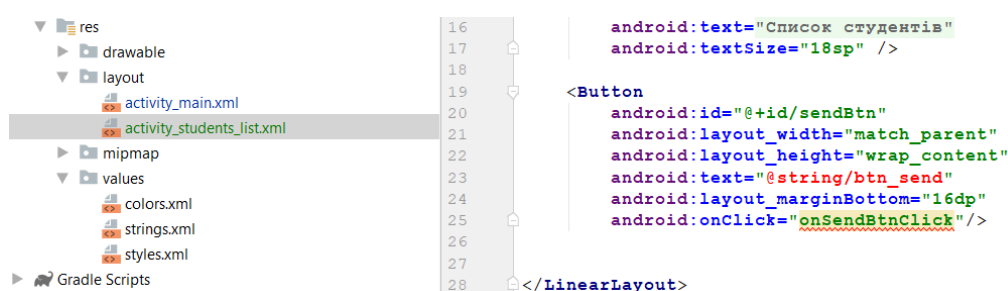 res
drawable
layout
activity_main.xml
activity_students_list.xml
mipmap
values
colors.xml
strings.xml
styles.xml
Gradle Scripts
16 android:text="Список студентів"
17 android:textSize="18sp" />
18
19 <Button
20 android:id="@+id/sendBtn"
21 android:layout_width="match_parent"
22 android:layout_height="wrap_content"
23 android:text="@string/btn_send"
24 android:layout_marginBottom="16dp"
25 android:onClick="onSendBtnClick"/>
26
27
28 </LinearLayout>